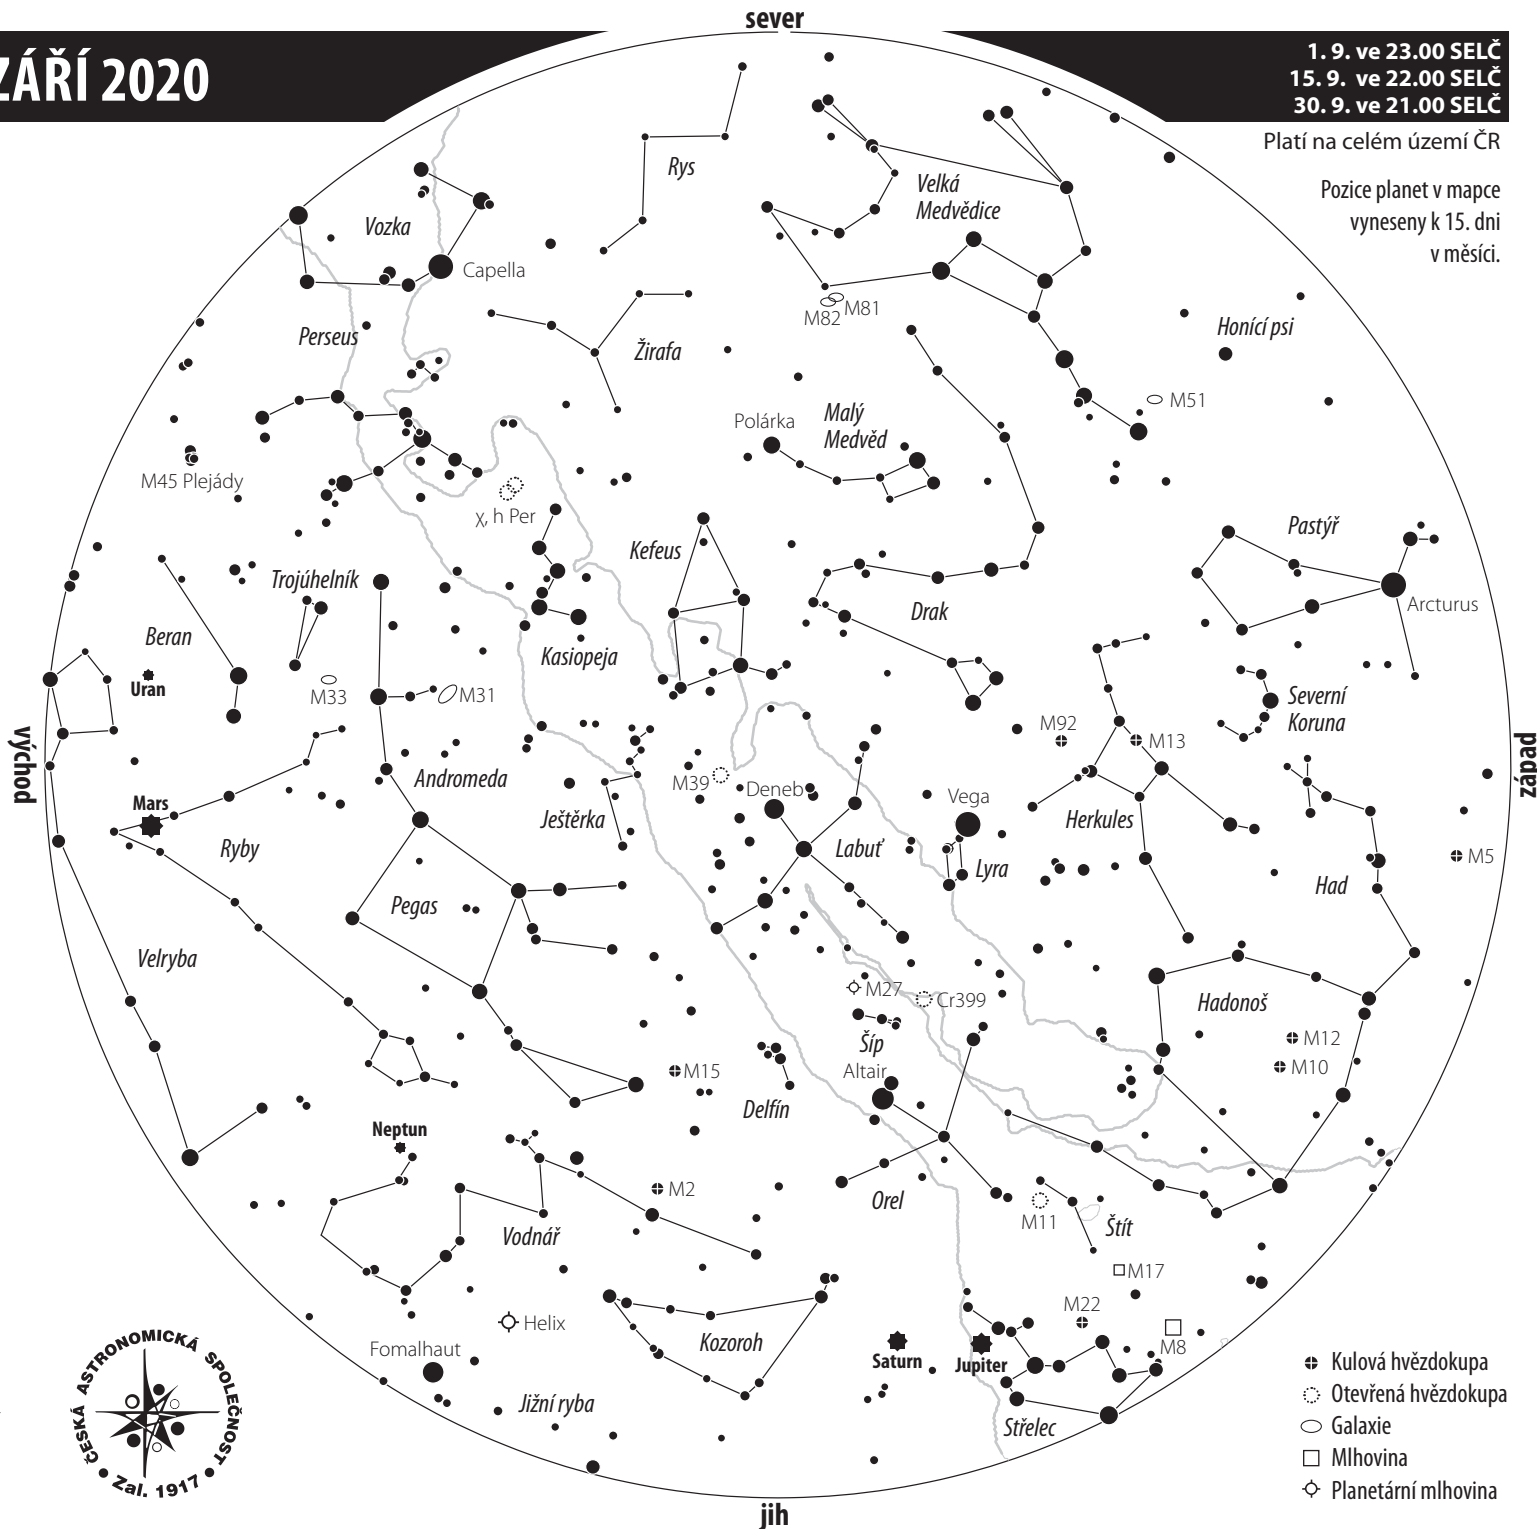 sever
ZÁŘÍ 2020
1. 9. ve 23.00 SELČ
15. 9. ve 22.00 SELČ
30. 9. ve 21.00 SELČ
Platí na celém území ČR
Pozice planet v mapce
vyneseny k 15. dni
v měsíci.
Rys
Velká
Medvědice
Vozka
Capella
M81
M82
Honící psi
Perseus
Žirafa
M51
Polárka
Malý
Medvěd
M45 Plejády
χ, h Per
Pastýř
Kefeus
Trojúhelník
Arcturus
Drak
Beran
Kasiopeja
Uran
M33
M31
Severní
Koruna
M92
M13
východ
západ
Andromeda
M39
Deneb
Vega
Mars
Ještěrka
Herkules
Ryby
Labuť
M5
Lyra
Had
Pegas
Velryba
M27
Cr399
Hadonoš
Šíp
M12
Altair
M15
M10
Delfín
Neptun
M2
Orel
M11
Štít
Vodnář
M17
M22
Helix
Kozoroh
M8
Fomalhaut
Saturn
Jupiter
Jižní ryba
Střelec
Kulová hvězdokupa
Otevřená hvězdokupa
Galaxie
Mlhovina
Planetární mlhovina
ČESKÁ ASTRONOMICKÁ SPOLEČNOST
Zal. 1917
jih